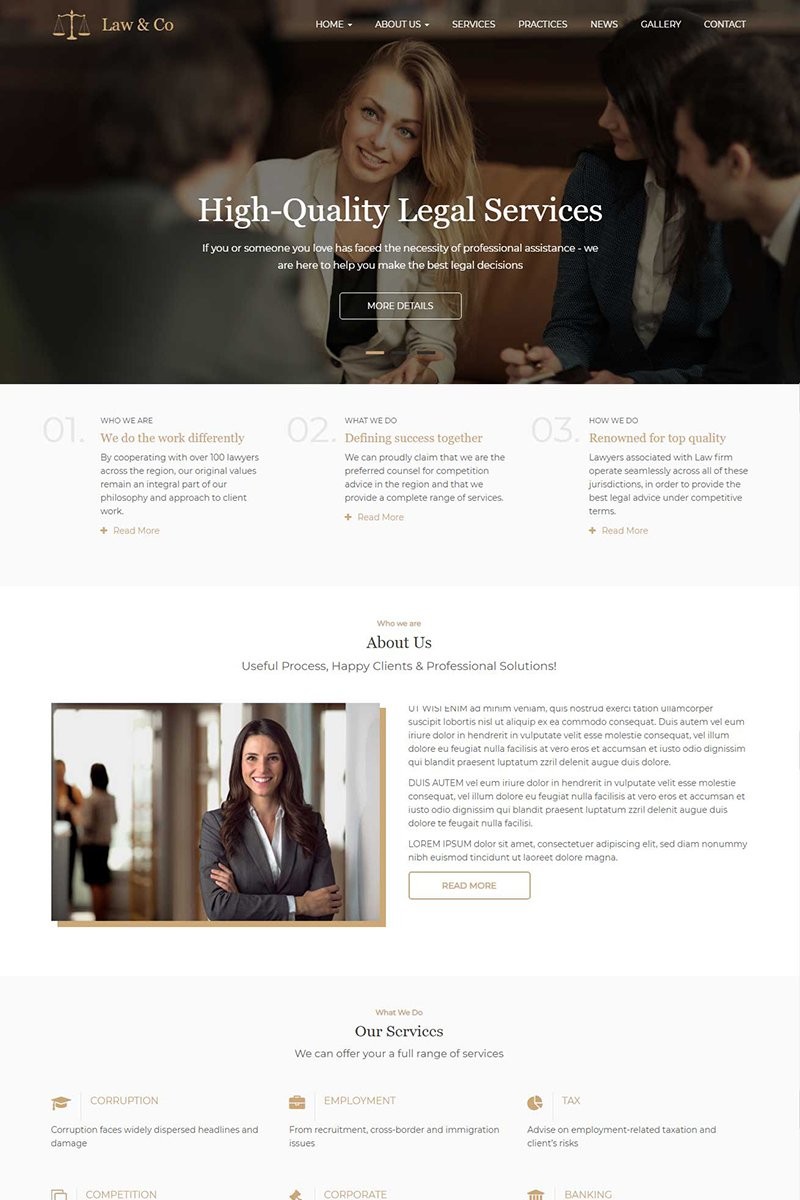 Law & Co
HOME
ABOUT US
SERVICES
PRACTICES
NEWS
GALLERY
CONTACT
High-Quality Legal Services
If you or someone you love has faced the necessity of professional assistance - we
are here to help you make the best legal decisions
MORE DETAILS
01.
WHO WE ARE
We do the work differently
By cooperating with over 100 lawyers
across the region, our original values
remain an integral part of our
philosophy and approach to client
work.
Read More
02.
WHAT WE DO
Defining success together
We can proudly claim that we are the
preferred counsel for competition
advice in the region and that we
provide a complete range of services.
Read More
03.
HOW WE DO
Renowned for top quality
Lawyers associated with Law firm
operate seamlessly across all of these
jurisdictions, in order to provide the
best legal advice under competitive
terms.
Read More
Who we are
About Us
Useful Process, Happy Clients & Professional Solutions!
UT WISI ENIM ad minim veniam, quis nostrud exerci tation ullamcorper
suscipit lobortis nisl ut aliquip ex ea commodo consequat. Duis autem vel eum
iriure dolor in hendrerit in vulputate velit esse molestie consequat, vel illum
dolore eu feugiat nulla facilisis at vero eros et accumsan et iusto odio dignissim
qui blandit praesent luptatum zzril delenit augue duis dolore.
DUIS AUTEM vel eum iriure dolor in hendrerit in vulputate velit esse molestie
consequat, vel illum dolore eu feugiat nulla facilisis at vero eros et accumsan et
iusto odio dignissim qui blandit praesent luptatum zzril delenit augue duis
dolore te feugait nulla facilisi.
LOREM IPSUM dolor sit amet, consectetuer adipiscing elit, sed diam nonummy
nibh euismod tincidunt ut laoreet dolore magna.
READ MORE
What We Do
Our Services
We can offer your a full range of services
CORRUPTION
Corruption faces widely dispersed headlines and
damage
EMPLOYMENT
From recruitment, cross-border and immigration
issues
TAX
Advise on employment-related taxation and
client's risks
COMPETITION
CORPORATE
BANKING